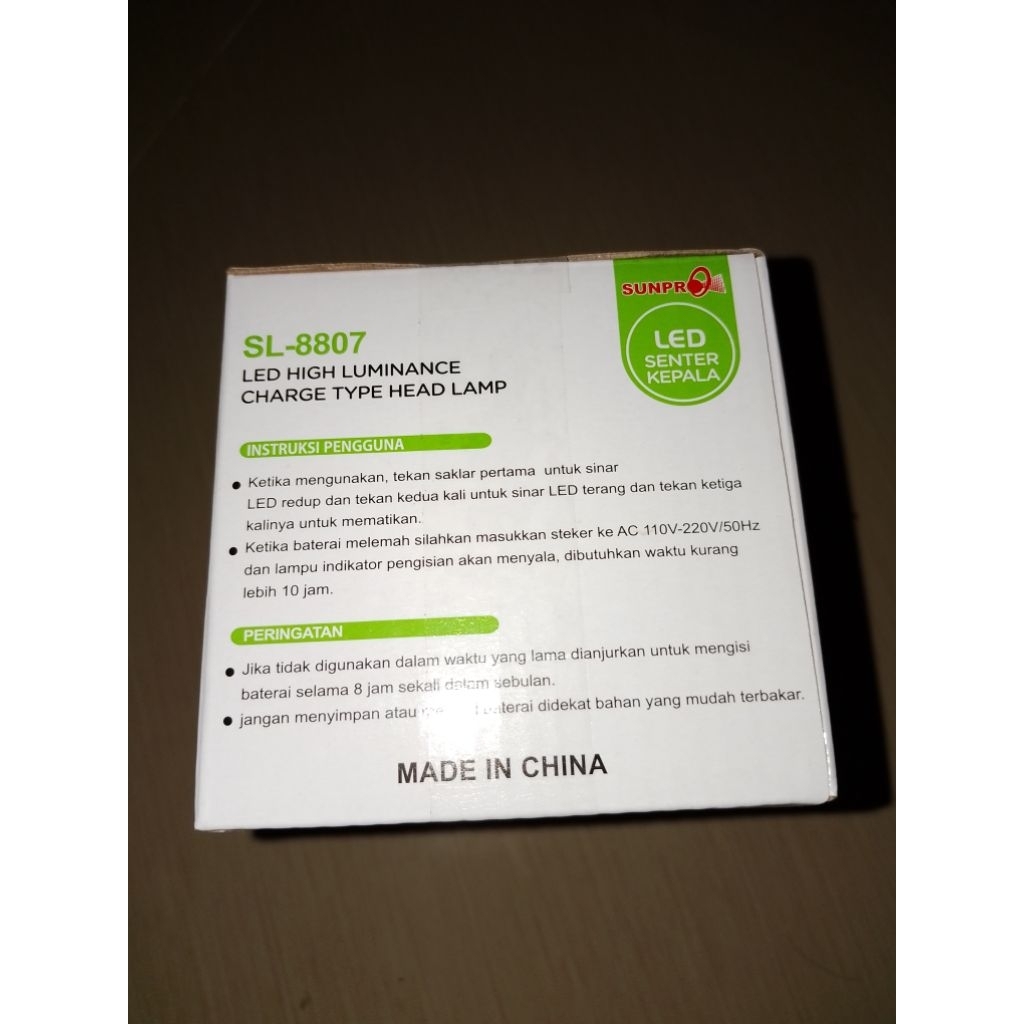 SUNPRO
LED
SENTER
KEPALA
SL-8807
LED HIGH LUMINANCE
CHARGE TYPE HEAD LAMP
INSTRUKSI PENGGUNA
● Ketika mengunakan, tekan saklar pertama untuk sinar
LED redup dan tekan kedua kali untuk sinar LED terang dan tekan ketiga
kalinya untuk mematikan.
● Ketika baterai melemah silahkan masukkan steker ke AC 110V-220V/50Hz
dan lampu indikator pengisian akan menyala, dibutuhkan waktu kurang
lebih 10 jam.
PERINGATAN
● Jika tidak digunakan dalam waktu yang lama dianjurkan untuk mengisi
baterai selama 8 jam sekali dalam sebulan.
● jangan menyimpan atau baterai didekat bahan yang mudah terbakar.
MADE IN CHINA